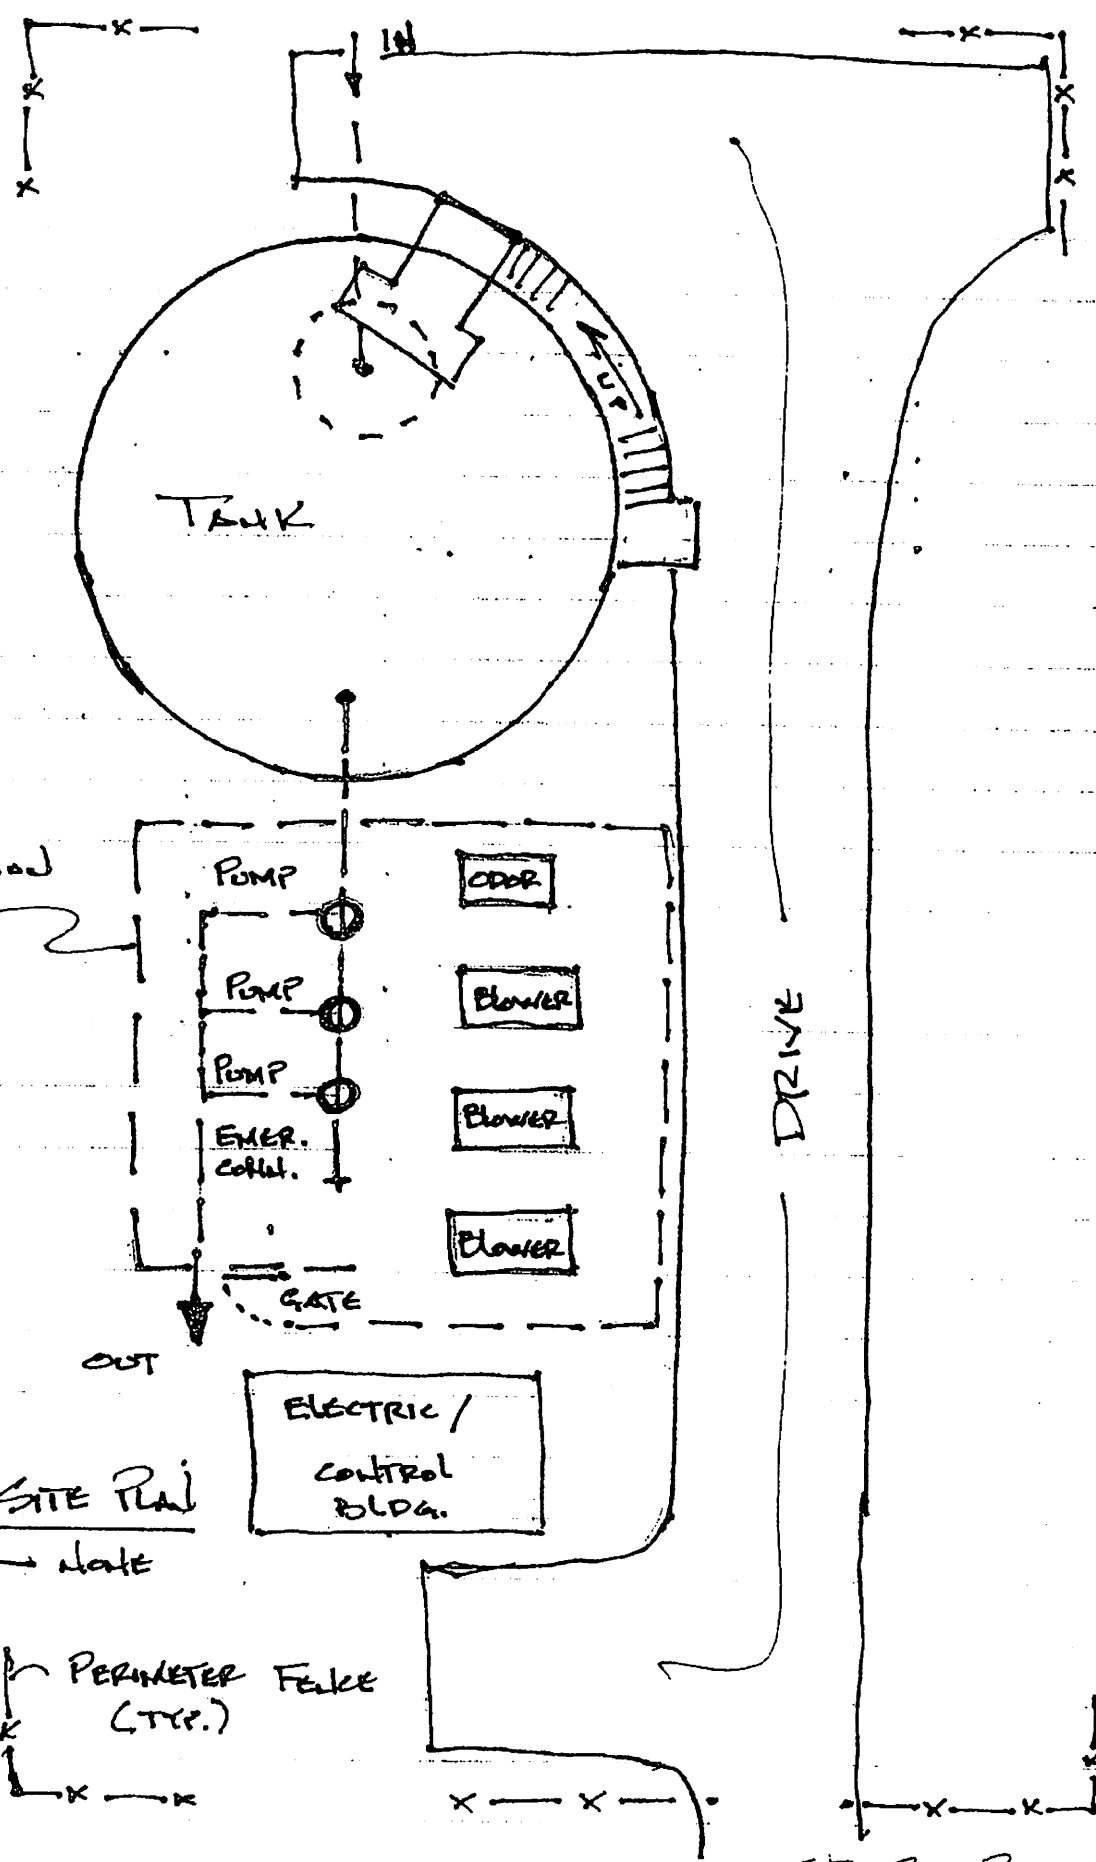 IN
UP
TANK
PUMP
ODOR
PUMP
BLOWER
PUMP
BLOWER
EMER.
CONN.
BLOWER
GATE
OUT
DRIVE
ELECTRIC/
CONTROL
BLDG.
SITE PLAN
NONE
PERIMETER FENCE
(TYP.)